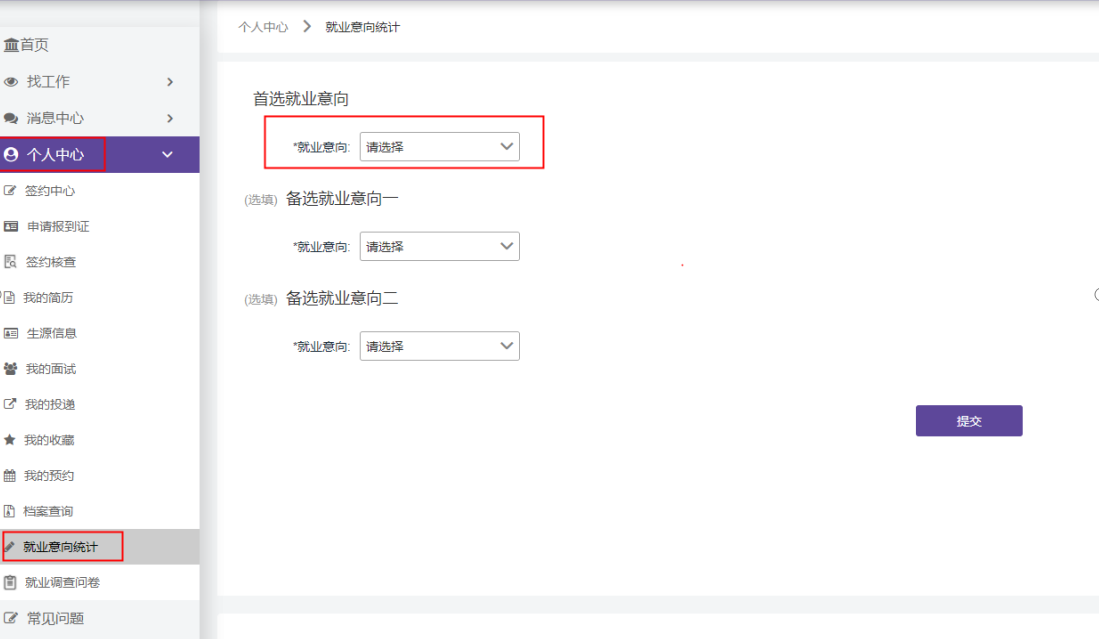 个人中心 > 就业意向统计
首页
找工作
消息中心
个人中心
签约中心
申请报到证
签约核查
我的简历
生源信息
我的面试
我的投递
我的收藏
我的预约
档案查询
就业意向统计
就业调查问卷
常见问题
首选就业意向
*就业意向: 请选择
(选填) 备选就业意向一
*就业意向: 请选择
(选填) 备选就业意向二
*就业意向: 请选择
提交